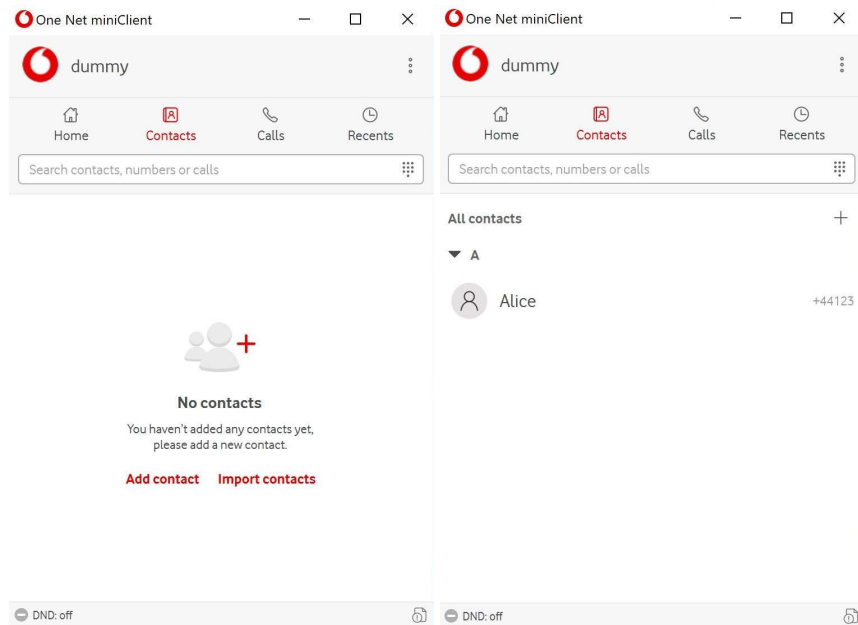 One Net miniClient
dummy
Home Contacts Calls Recents
Search contacts, numbers or calls
No contacts
You haven't added any contacts yet,
please add a new contact.
Add contact Import contacts
DND: off
One Net miniClient
dummy
Home Contacts Calls Recents
Search contacts, numbers or calls
All contacts
A
Alice +44123
DND: off